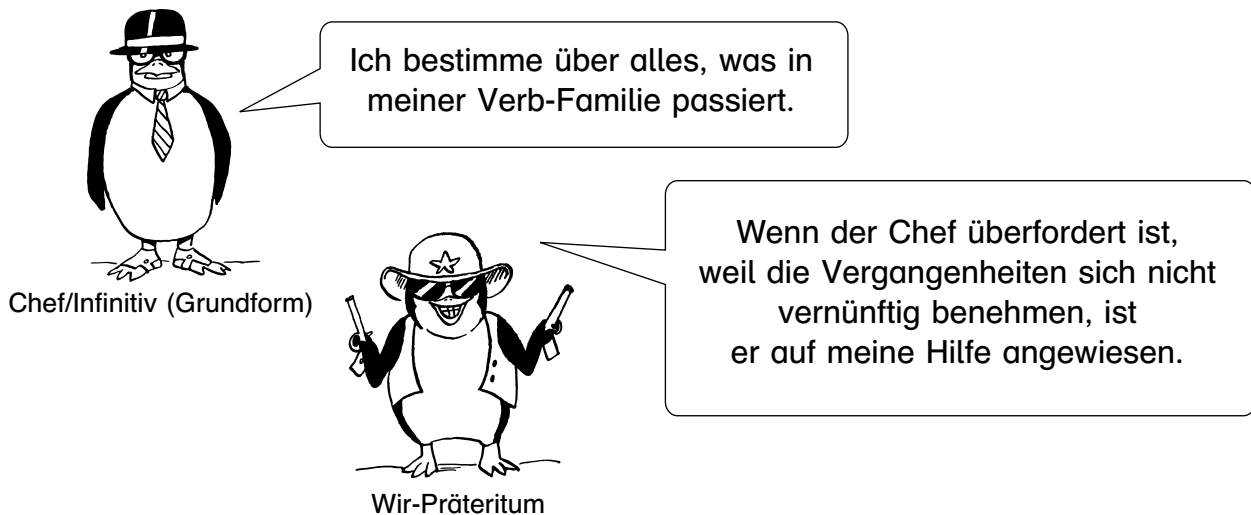 Ich bestimme über alles, was in
meiner Verb-Familie passiert.
Chef/Infinitiv (Grundform)
Wenn der Chef überfordert ist,
weil die Vergangenheiten sich nicht
vernünftig benehmen, ist
er auf meine Hilfe angewiesen.
Wir-Präteritum